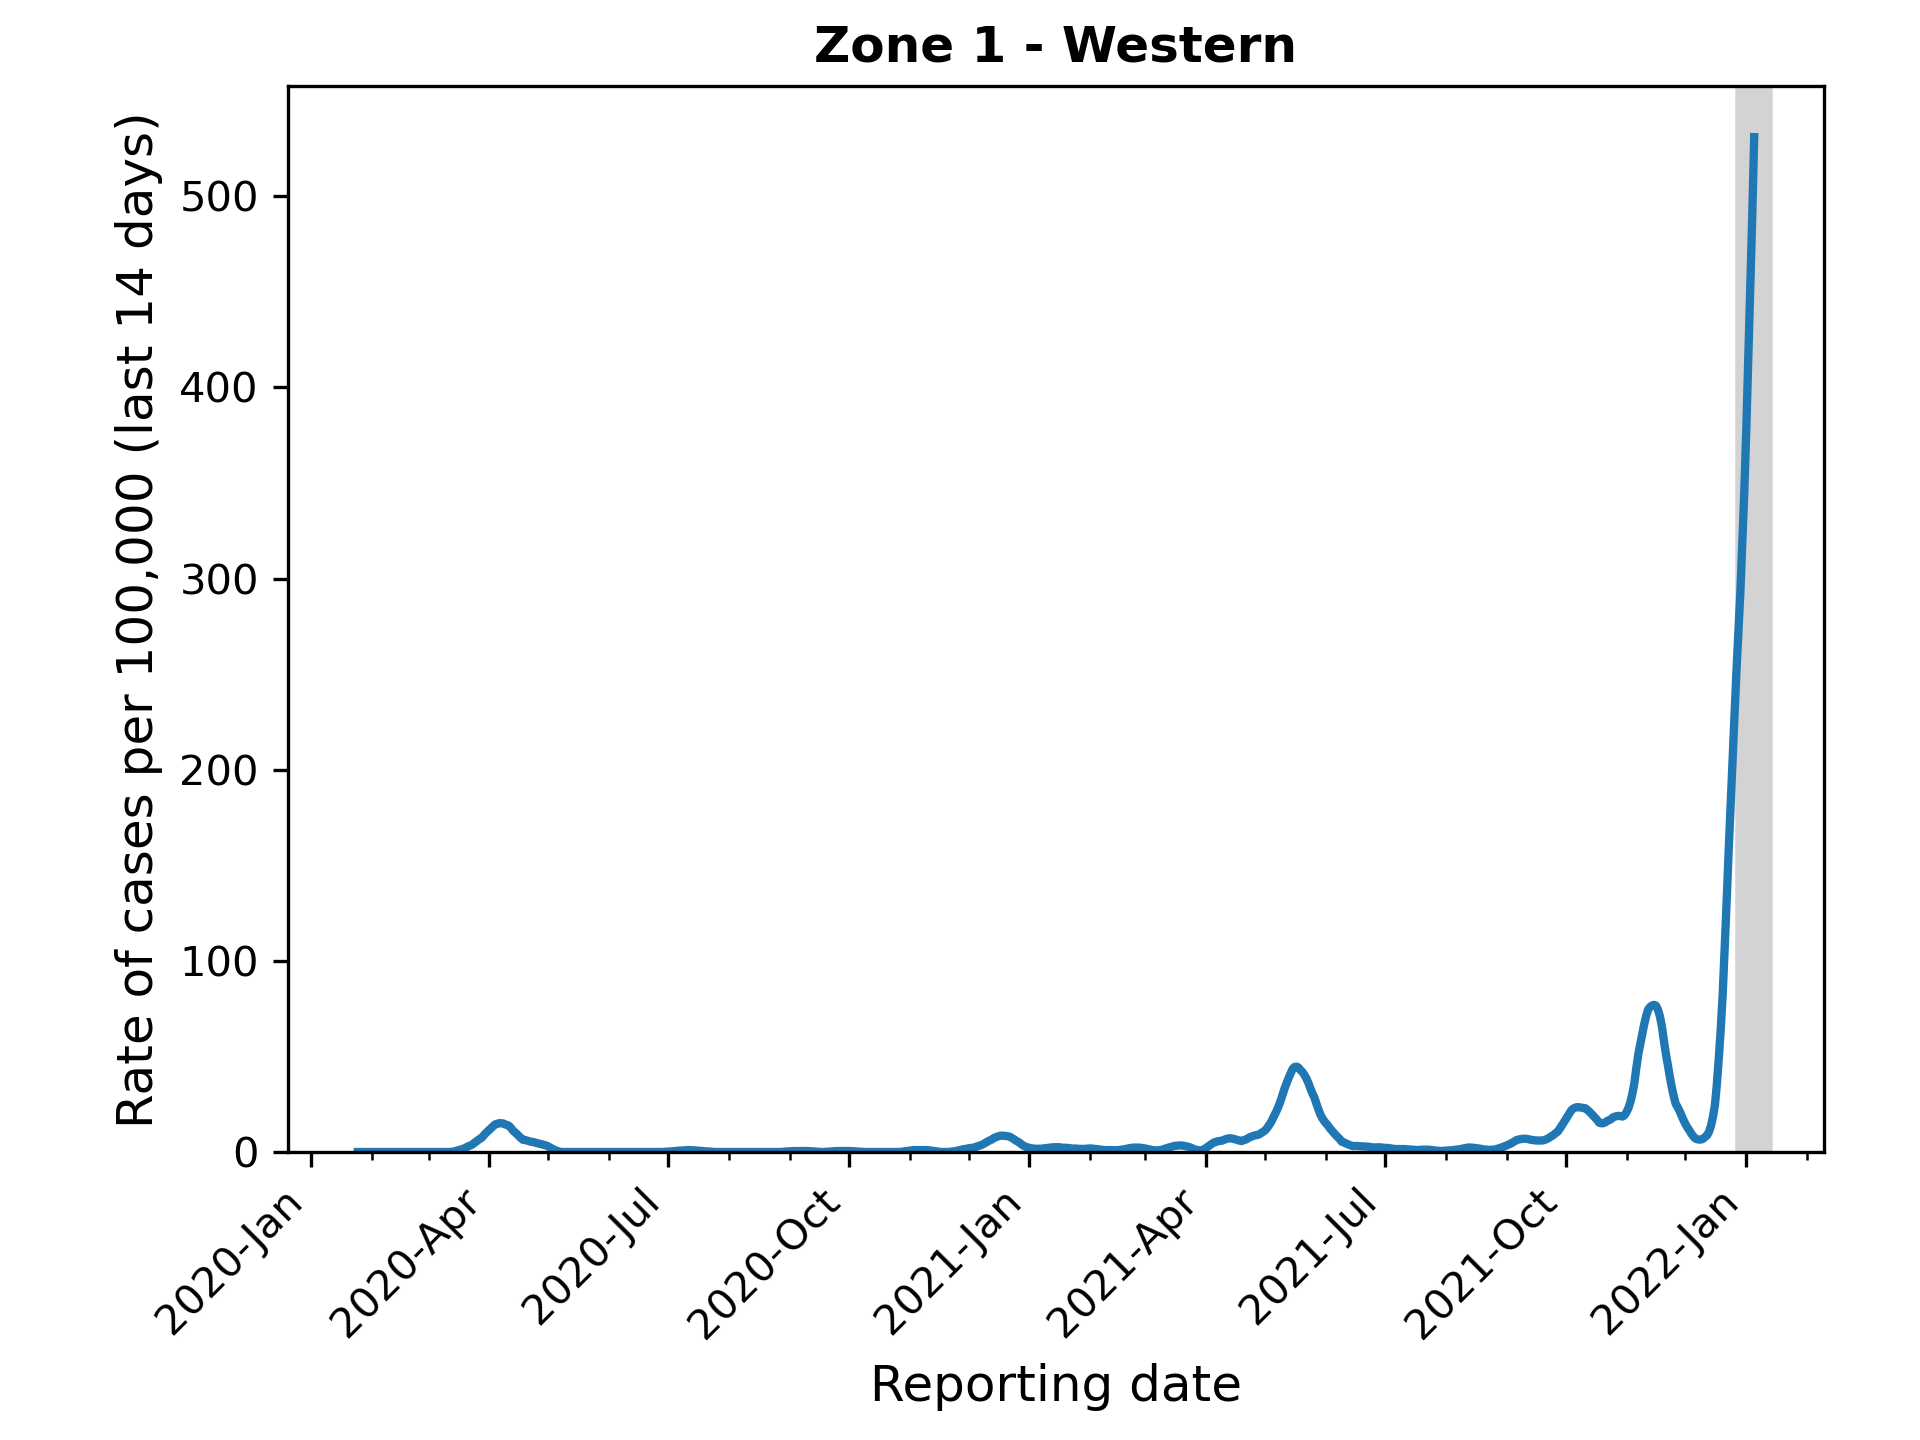 Zone 1 - Western
Rate of cases per 100,000 (last 14 days)
500
400
300
200
100
0
2020-Jan
2020-Apr
2020-Jul
2020-Oct
2021-Jan
2021-Apr
2021-Jul
2021-Oct
2022-Jan
Reporting date